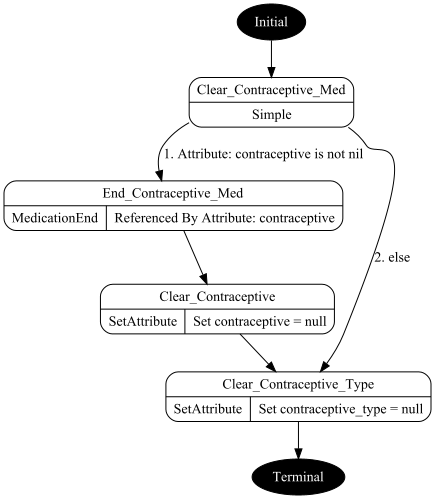 Initial
Clear_Contraceptive_Med
Simple
1. Attribute: contraceptive is not nil
End_Contraceptive_Med
MedicationEnd Referenced By Attribute: contraceptive
2. else
Clear_Contraceptive
SetAttribute Set contraceptive = null
Clear_Contraceptive_Type
SetAttribute Set contraceptive_type = null
Terminal